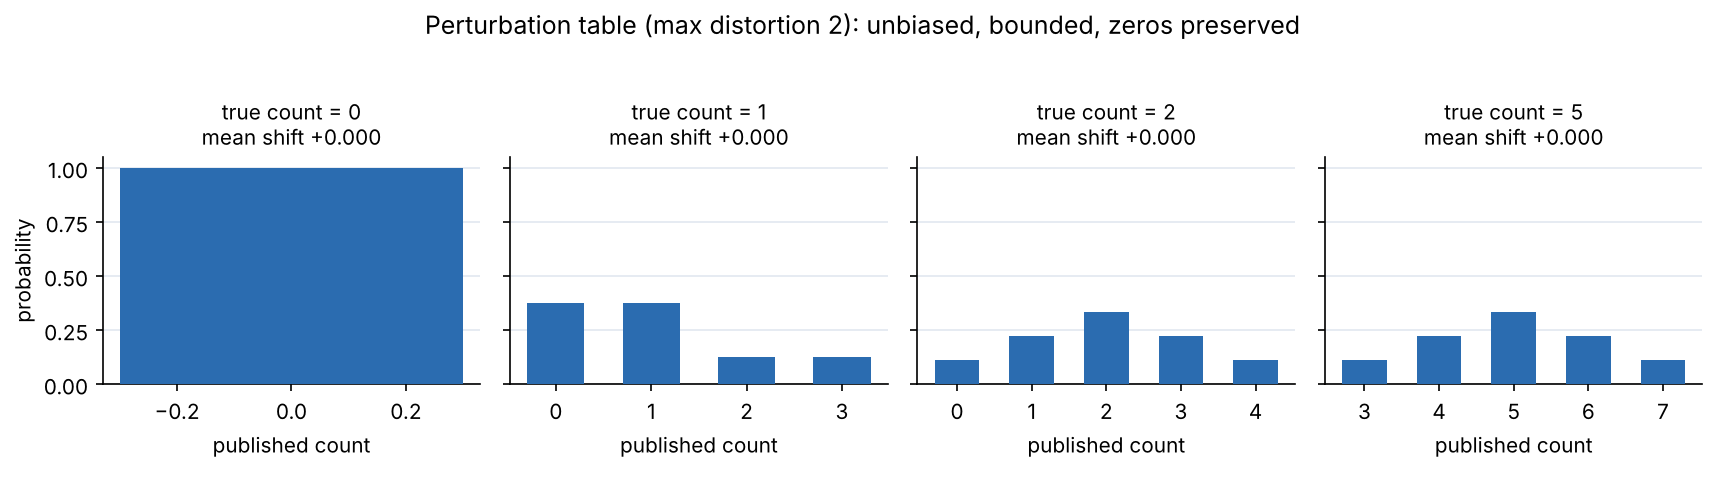 Perturbation table (max distortion 2): unbiased, bounded, zeros preserved
true count = 0
mean shift +0.000
true count = 1
mean shift +0.000
true count = 2
mean shift +0.000
true count = 5
mean shift +0.000
probability
1.00
0.75
0.50
0.25
0.00
−0.2 0.0 0.2
0 1 2 3
0 1 2 3 4
3 4 5 6 7
published count
published count
published count
published count